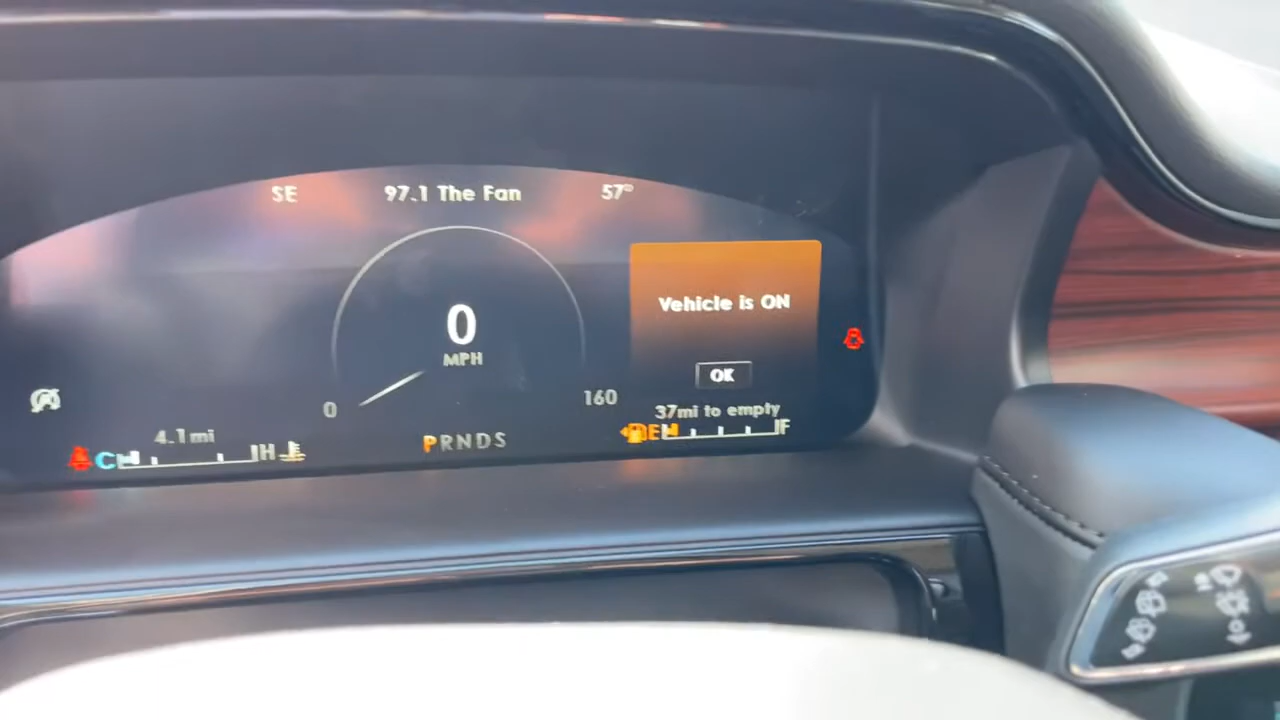 SE 97.1 The Fan 57°
Vehicle is ON
0
MPH
OK
0 160
37mi to empty
4.1mi
C H
PRNDS
E F